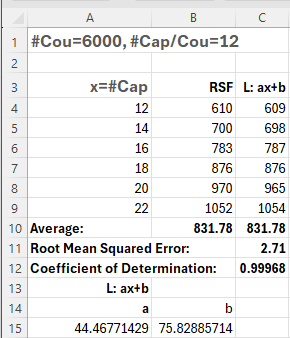 A B C
1 #Cou=6000, #Cap/Cou=12
2
3 x=#Cap RSF L: ax+b
4 12 610 609
5 14 700 698
6 16 783 787
7 18 876 876
8 20 970 965
9 22 1052 1054
10 Average: 831.78 831.78
11 Root Mean Squared Error: 2.71
12 Coefficient of Determination: 0.99968
13 L: ax+b
14 a b
15 44.46771429 75.82885714